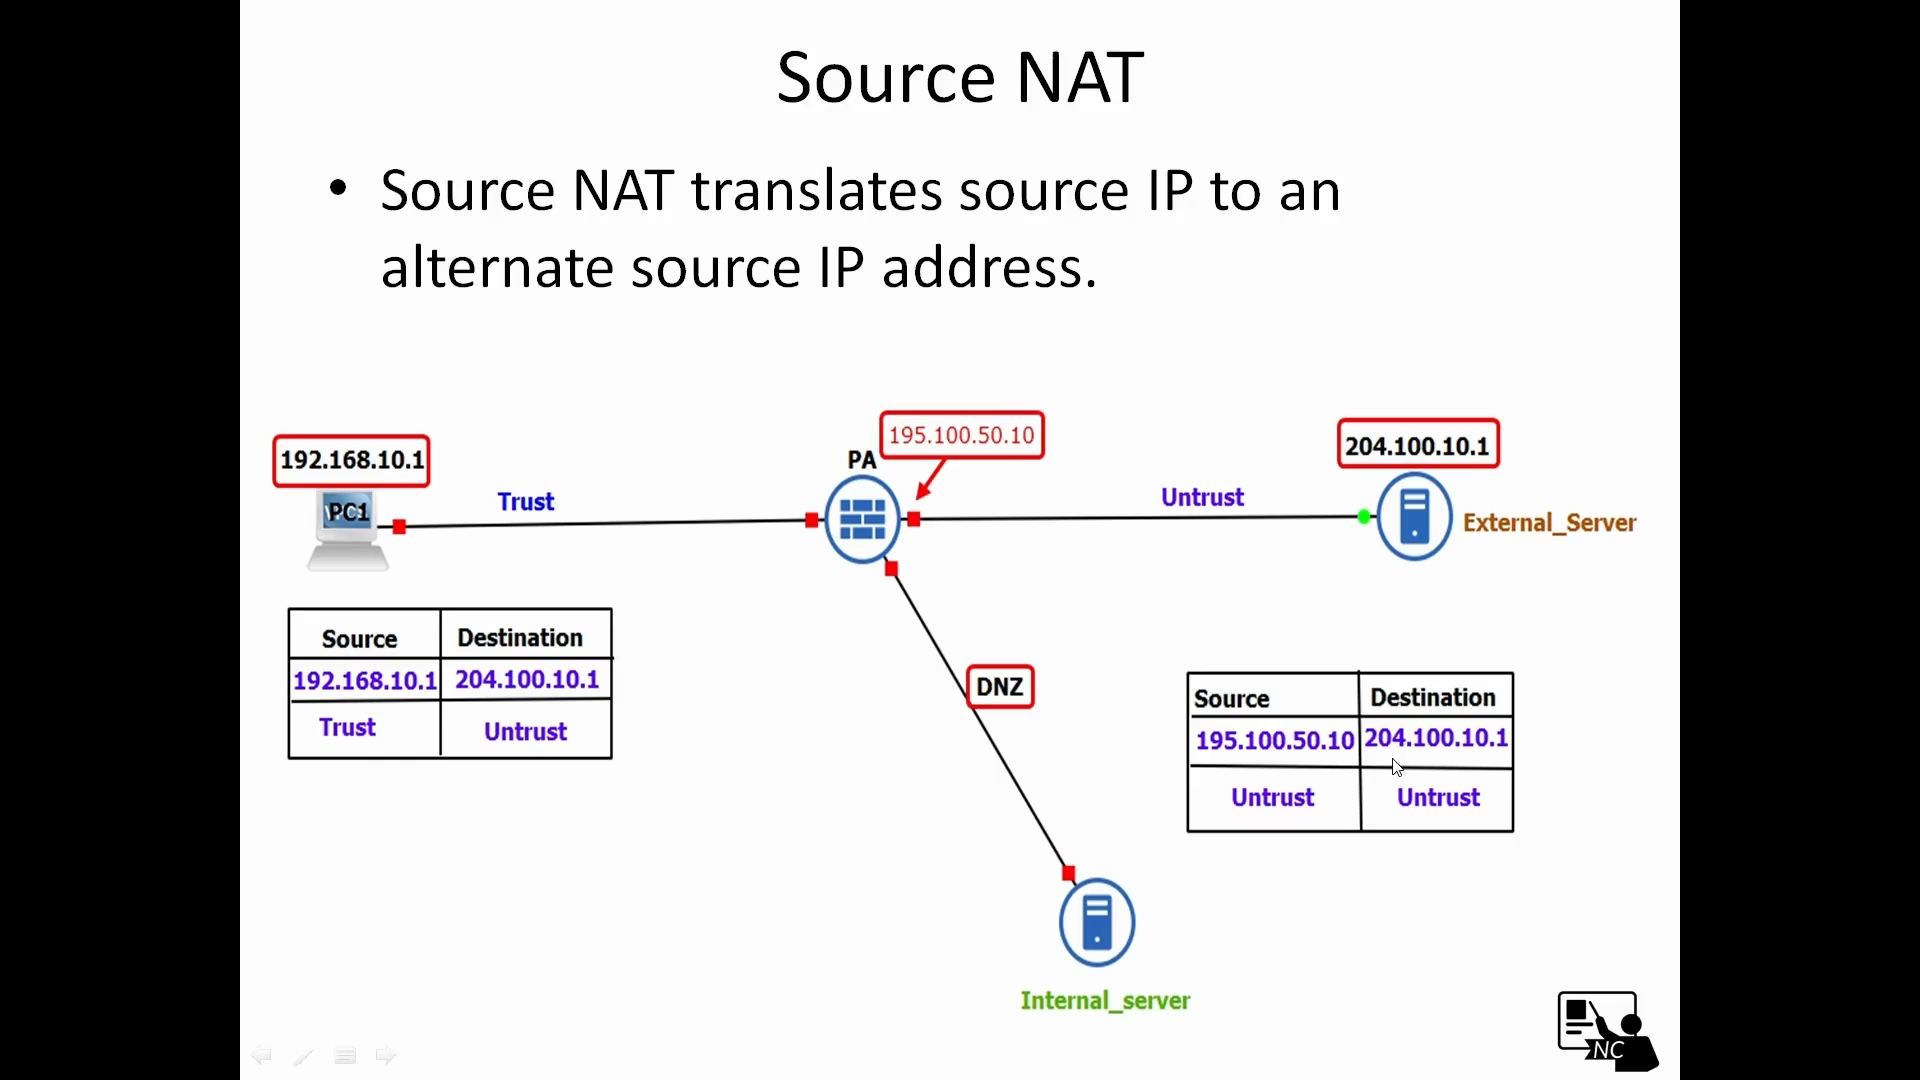 Source NAT
• Source NAT translates source IP to an
alternate source IP address.
195.100.50.10
192.168.10.1
PA
204.100.10.1
PC1
Trust
Untrust
External_Server
Source Destination
192.168.10.1 204.100.10.1
Trust Untrust
DNZ
Source Destination
195.100.50.10 204.100.10.1
Untrust Untrust
Internal_server
NC